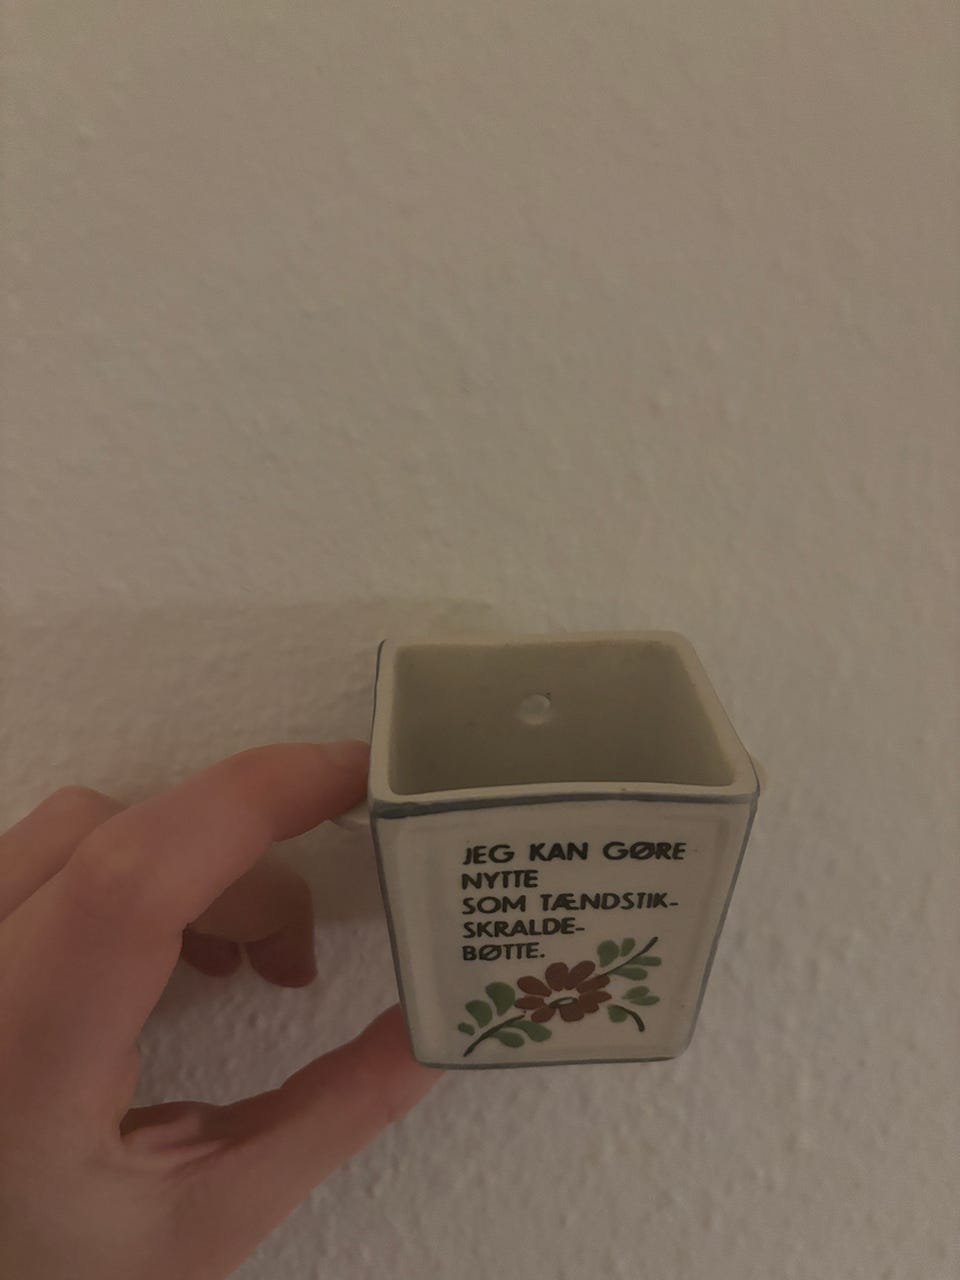 JEG KAN GØRE
NYTTE
SOM TÆNDSTIK-
SKRALDE-
BØTTE.